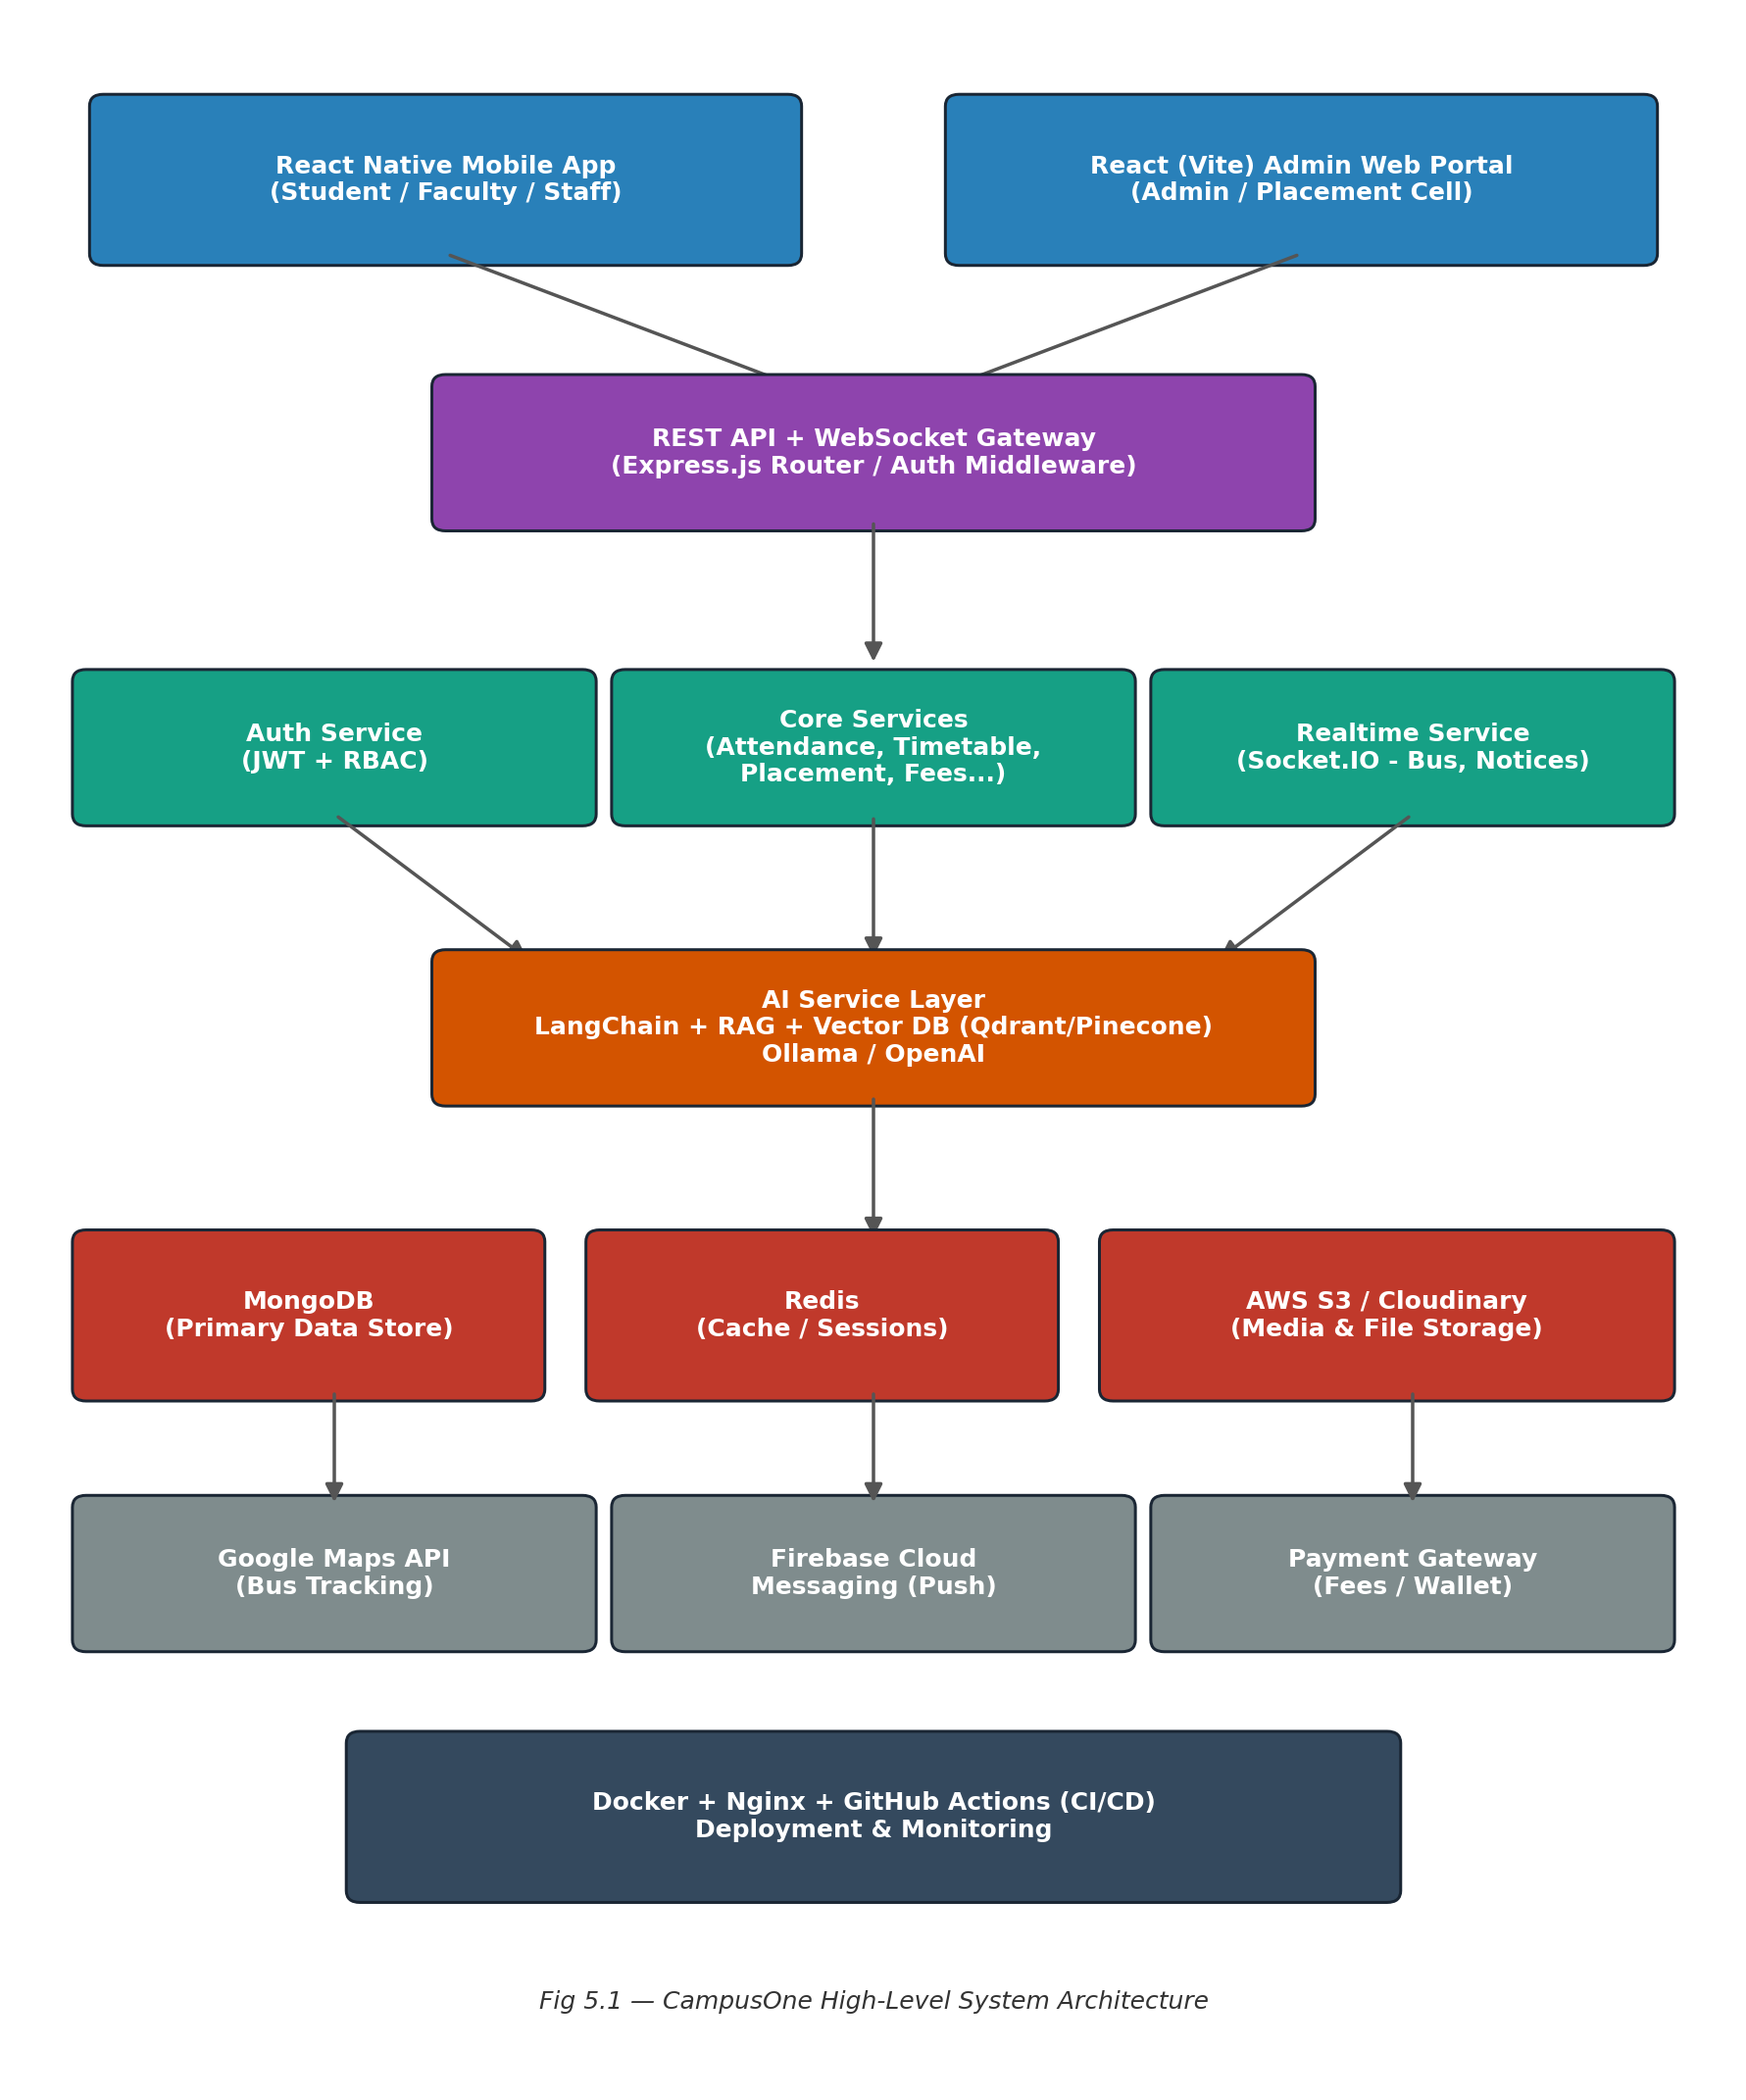 React Native Mobile App
(Student / Faculty / Staff)
React (Vite) Admin Web Portal
(Admin / Placement Cell)
REST API + WebSocket Gateway
(Express.js Router / Auth Middleware)
Auth Service
(JWT + RBAC)
Core Services
(Attendance, Timetable,
Placement, Fees...)
Realtime Service
(Socket.IO - Bus, Notices)
AI Service Layer
LangChain + RAG + Vector DB (Qdrant/Pinecone)
Ollama / OpenAI
MongoDB
(Primary Data Store)
Redis
(Cache / Sessions)
AWS S3 / Cloudinary
(Media & File Storage)
Google Maps API
(Bus Tracking)
Firebase Cloud
Messaging (Push)
Payment Gateway
(Fees / Wallet)
Docker + Nginx + GitHub Actions (CI/CD)
Deployment & Monitoring
Fig 5.1 — CampusOne High-Level System Architecture